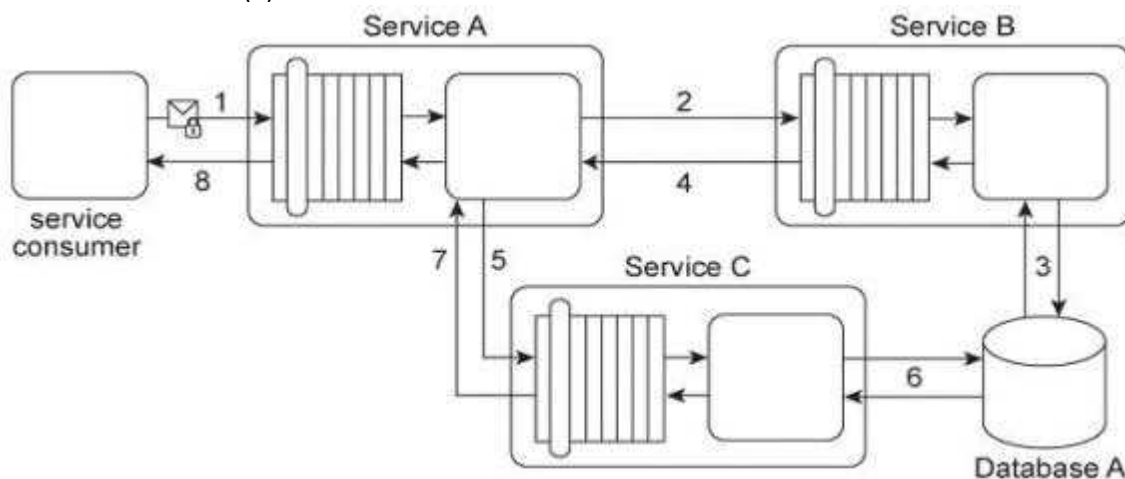 (s)
Service A
Service B
1
2
8
4
service
consumer
7
5
3
Service C
6
Database A